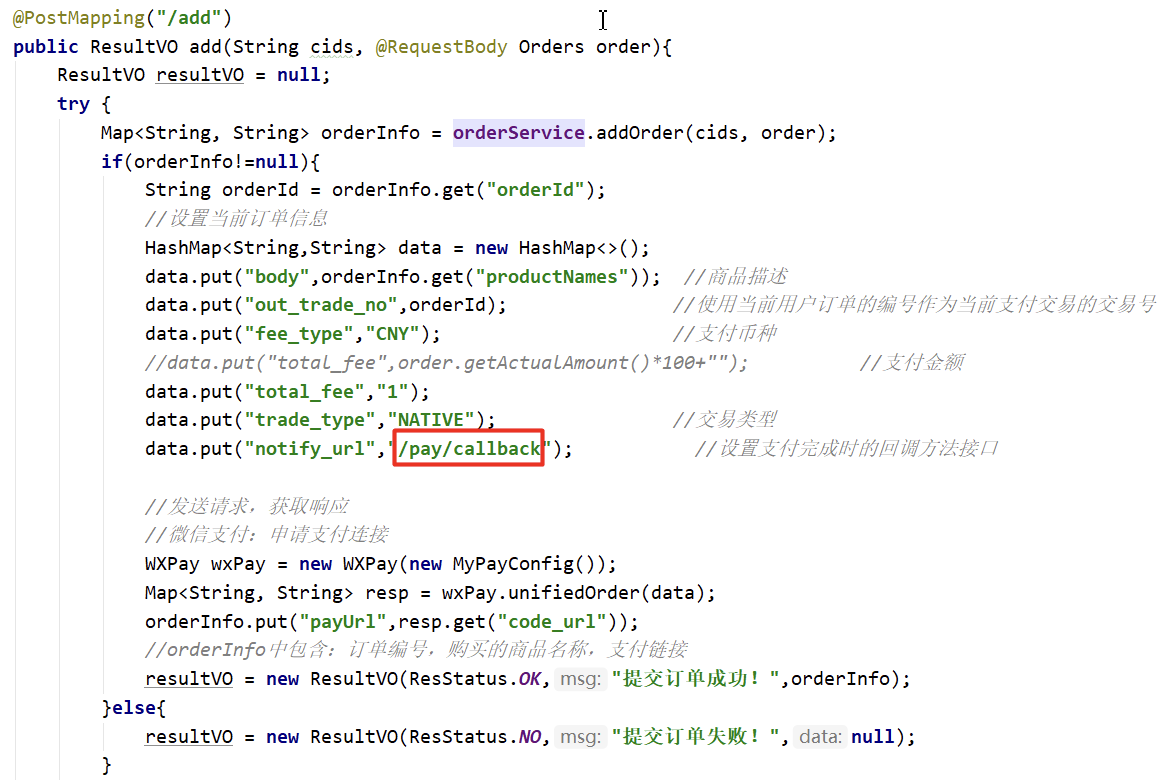 @PostMapping("/add")
public ResultVO add(String cids, @RequestBody Orders order){
ResultVO resultVO = null;
try {
Map<String, String> orderInfo = orderService.addOrder(cids, order);
if(orderInfo!=null){
String orderId = orderInfo.get("orderId");
//设置当前订单信息
HashMap<String,String> data = new HashMap<>();
data.put("body",orderInfo.get("productNames")); //商品描述
data.put("out_trade_no",orderId); //使用当前用户订单的编号作为当前支付交易的交易号
data.put("fee_type","CNY"); //支付币种
//data.put("total_fee",order.getActualAmount()*100+""); //支付金额
data.put("total_fee","1");
data.put("trade_type","NATIVE"); //交易类型
data.put("notify_url","/pay/callback"); //设置支付完成时的回调方法接口
//发送请求，获取响应
//微信支付：申请支付连接
WXPay wxPay = new WXPay(new MyPayConfig());
Map<String, String> resp = wxPay.unifiedOrder(data);
orderInfo.put("payUrl",resp.get("code_url"));
//orderInfo中包含：订单编号，购买的商品名称，支付链接
resultVO = new ResultVO(ResStatus.OK, msg: "提交订单成功！",orderInfo);
}else{
resultVO = new ResultVO(ResStatus.NO, msg: "提交订单失败！", data: null);
}